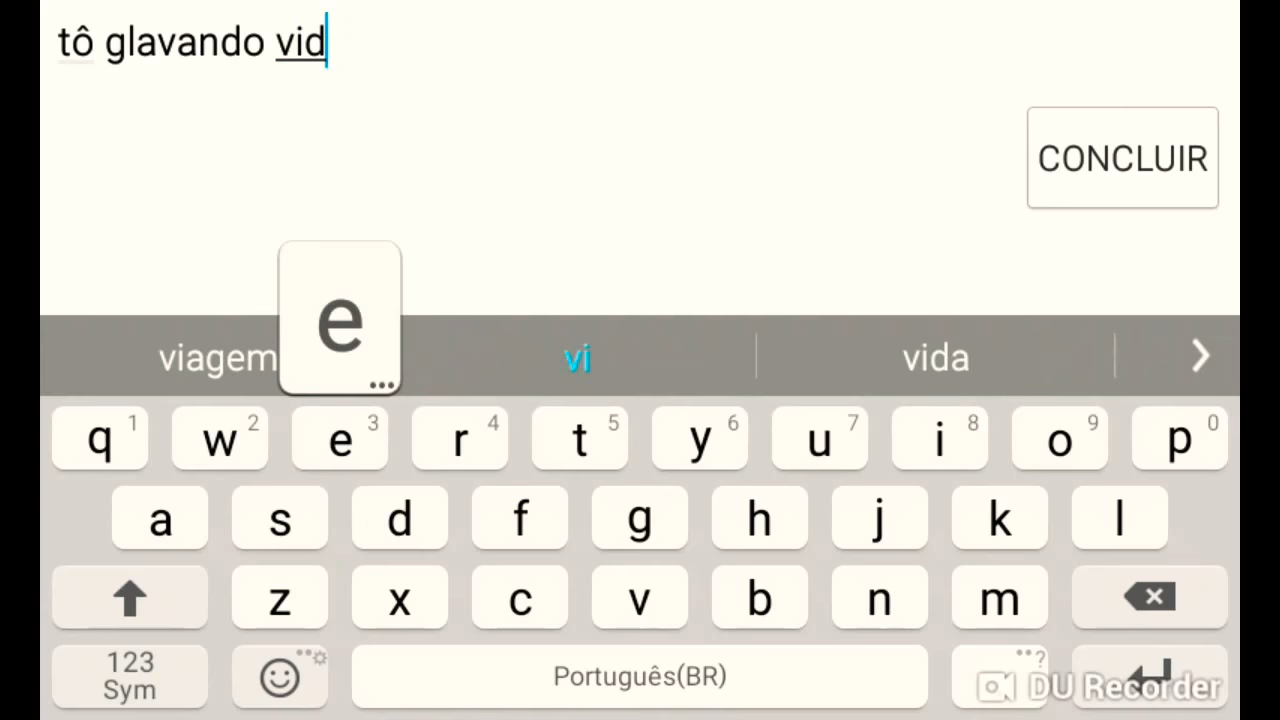 tô glavando vid
CONCLUIR
e
viagem vi vida
q 1 w 2 e 3 r 4 t 5 y 6 u 7 i 8 o 9 p 0
a s d f g h j k l
z x c v b n m
123
Sym
Português(BR)
?
DU Recorder